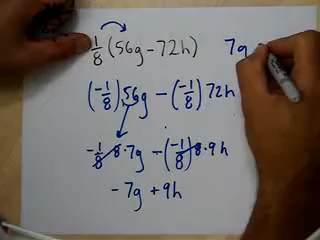 1/8 (56g - 72h) 7g
(-1/8) 56g - (-1/8) 72h
-1/8 · 8 · 7g - (-1/8) 8 · 9h
-7g + 9h